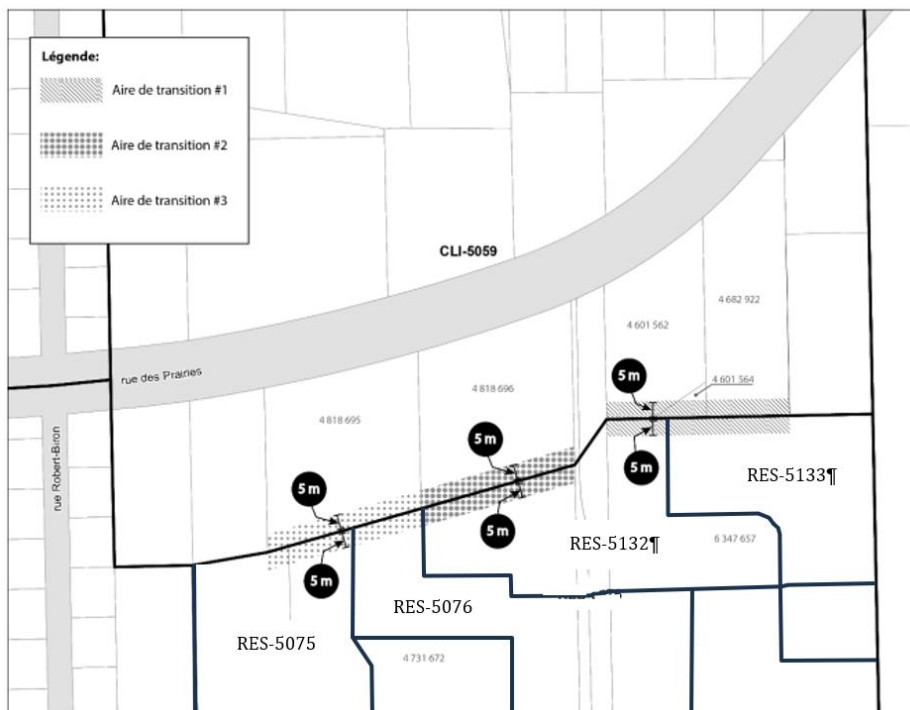 Légende:
Aire de transition #1
Aire de transition #2
Aire de transition #3
CLI-5059
4 682 922
4 601 562
rue des Prairies
5 m
4 601 564
4 818 696
4 818 695
rue Robert-Biron
5 m
5 m
RES-5133¶
5 m
5 m
RES-5132¶
6 347 657
5 m
RES-5076
RES-5075
4 731 672